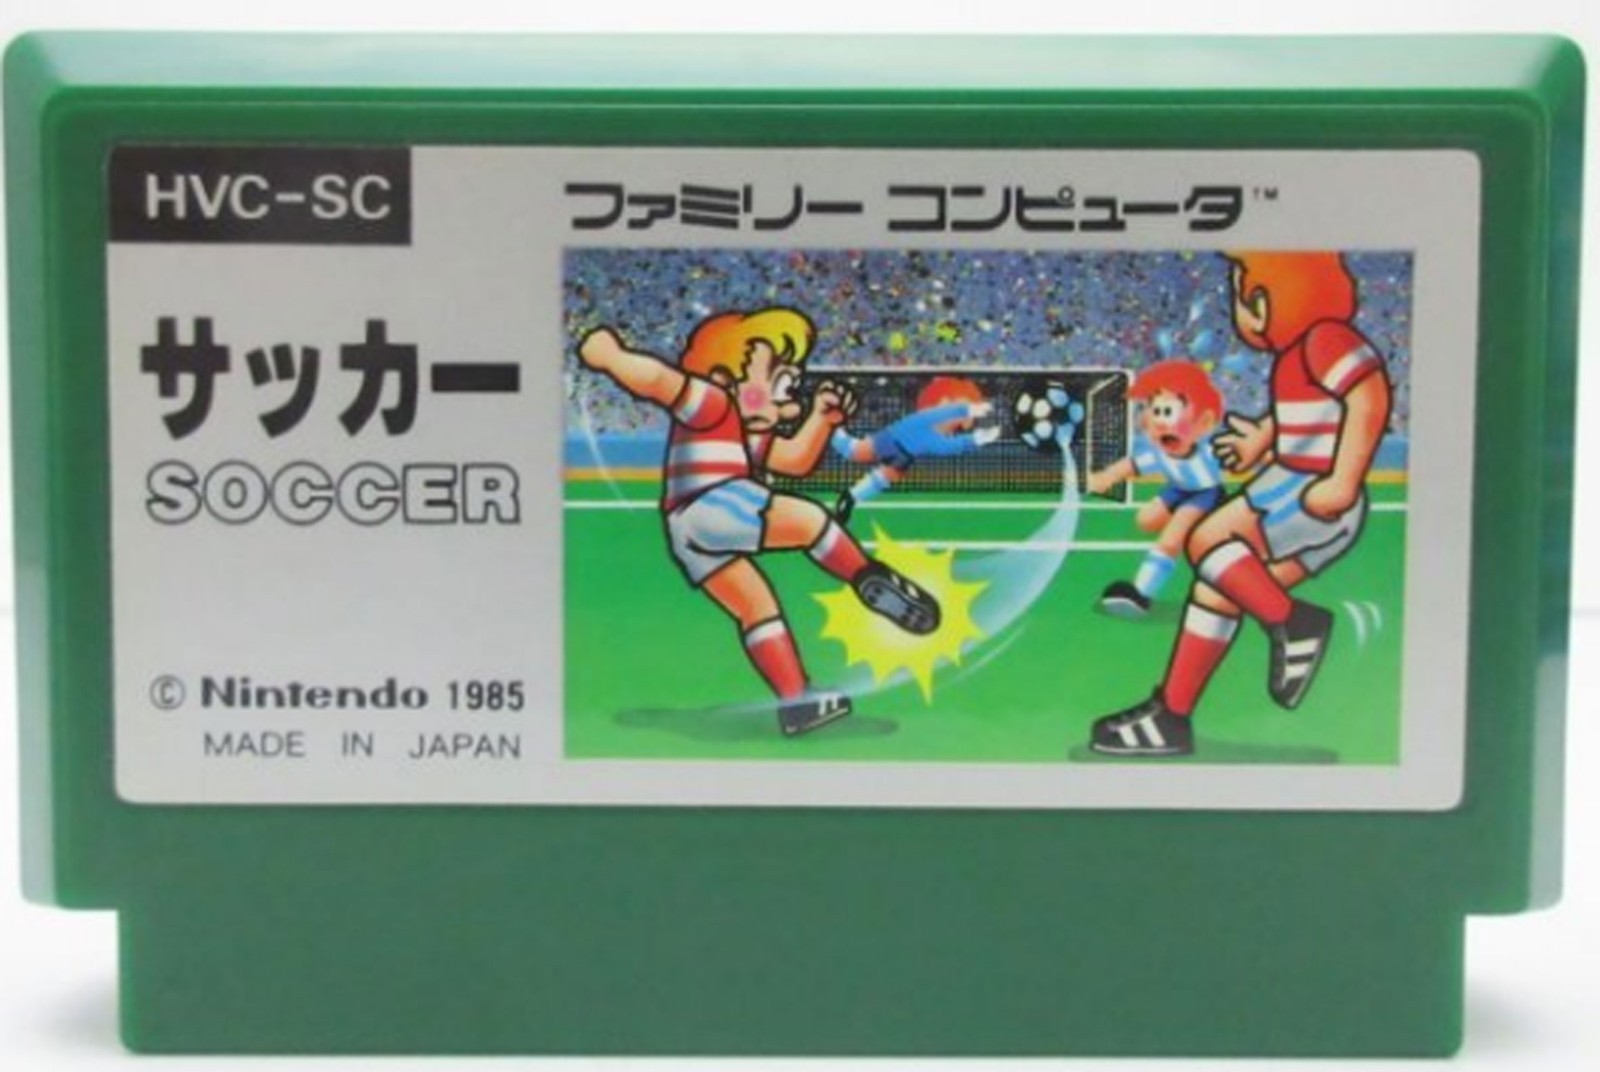 HVC-SC
ファミリー コンピュータ™
サッカー
SOCCER
© Nintendo 1985
MADE IN JAPAN